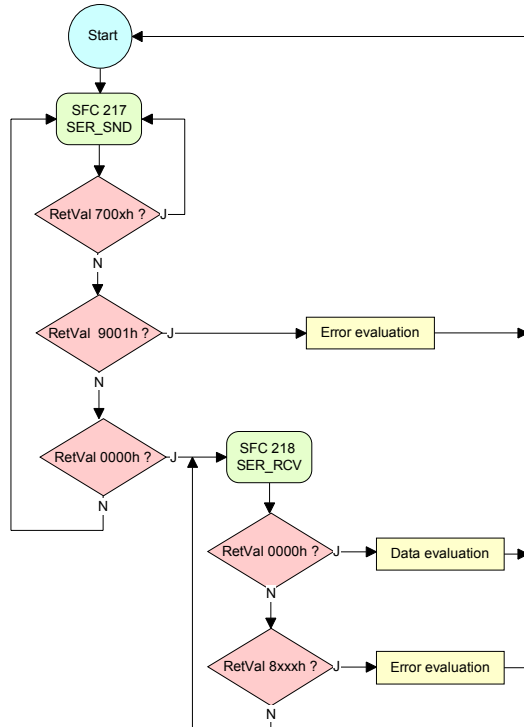 Start
SFC 217
SER_SND
RetVal 700xh ?
J
N
RetVal 9001h ?
J
Error evaluation
N
RetVal 0000h ?
J
SFC 218
SER_RCV
N
RetVal 0000h ?
J
Data evaluation
N
RetVal 8xxxh ?
J
Error evaluation
N